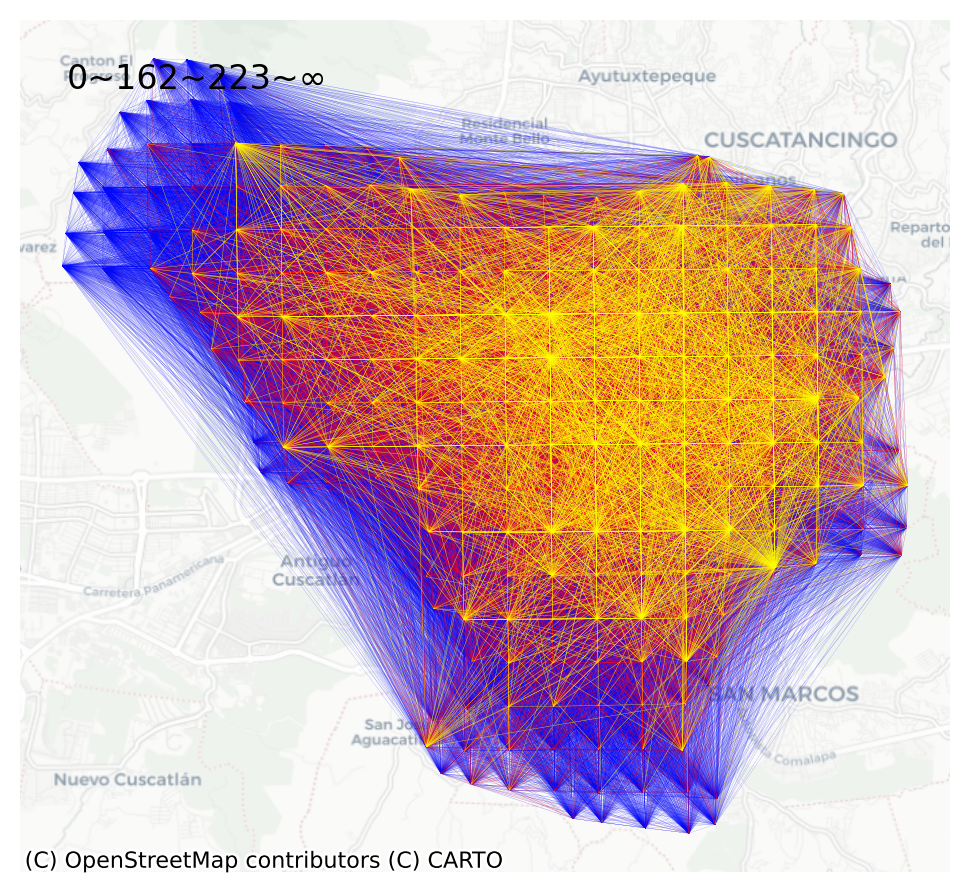 Canton El
0~162~223~∞
Ayutuxtepeque
Residencial
Monte Bello
CUSCATANCINGO
Reparto
del
varez
Antiguo
Cuscatlán
Carretera Panamericana
SAN MARCOS
San Jo
Aguacat
Comalapa
Nuevo Cuscatlán
(C) OpenStreetMap contributors (C) CARTO